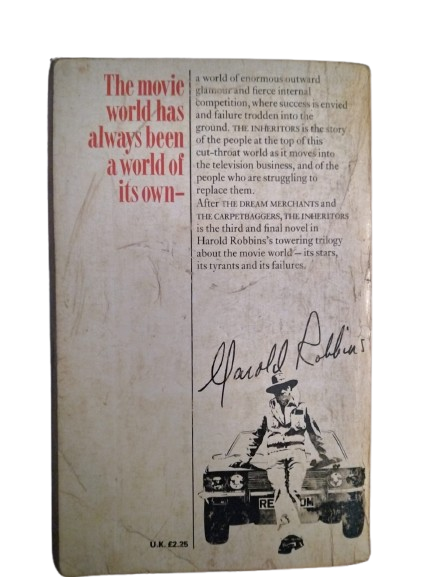 The movie
world has
always been
a world of
its own—
a world of enormous outward
glamour and fierce internal
competition, where success is envied
and failure trodden into the
ground. THE INHERITORS is the story
of the people at the top of this
cut-throat world as it moves into
the television business, and of the
people who are struggling to
replace them.
After THE DREAM MERCHANTS and
THE CARPETBAGGERS, THE INHERITORS
is the third and final novel in
Harold Robbins's towering trilogy
about the movie world — its stars,
its tyrants and its failures.
Harold Robbins
U.K. £2.25